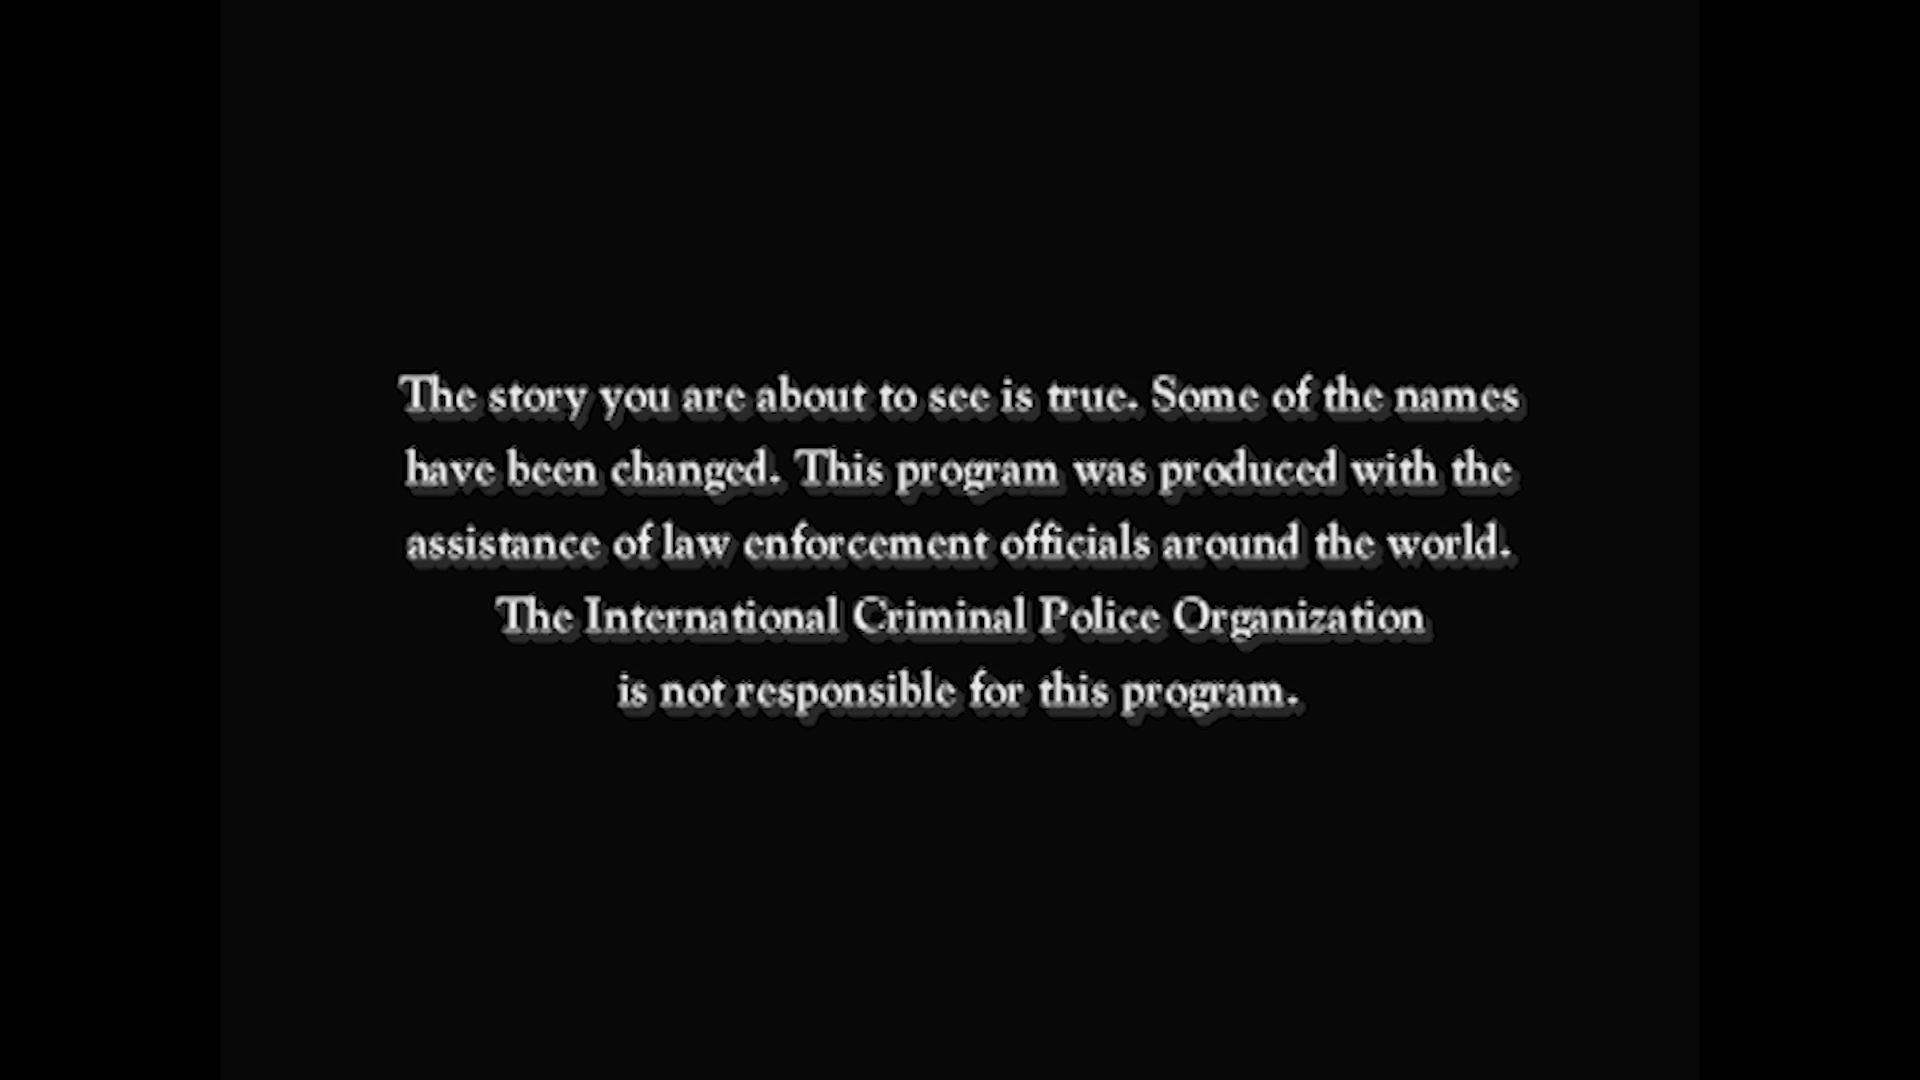 The story you are about to see is true. Some of the names
have been changed. This program was produced with the
assistance of law enforcement officials around the world.
The International Criminal Police Organization
is not responsible for this program.